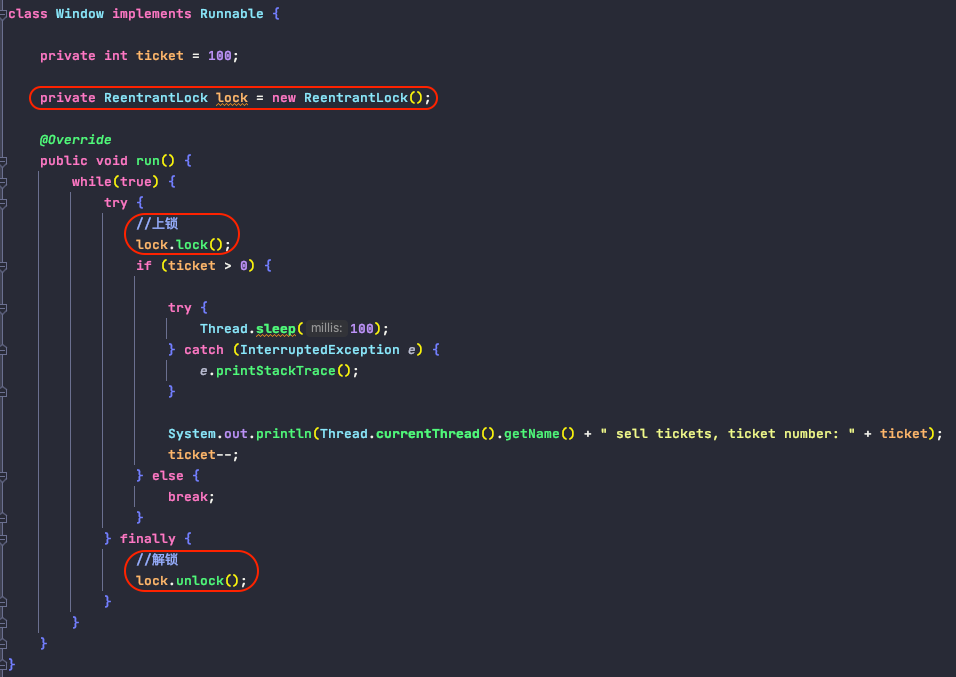 class Window implements Runnable {
private int ticket = 100;
private ReentrantLock lock = new ReentrantLock();
@Override
public void run() {
while(true) {
try {
//上锁
lock.lock();
if (ticket > 0) {
try {
Thread.sleep( millis: 100);
} catch (InterruptedException e) {
e.printStackTrace();
}
System.out.println(Thread.currentThread().getName() + " sell tickets, ticket number: " + ticket);
ticket--;
} else {
break;
}
} finally {
//解锁
lock.unlock();
}
}
}
}